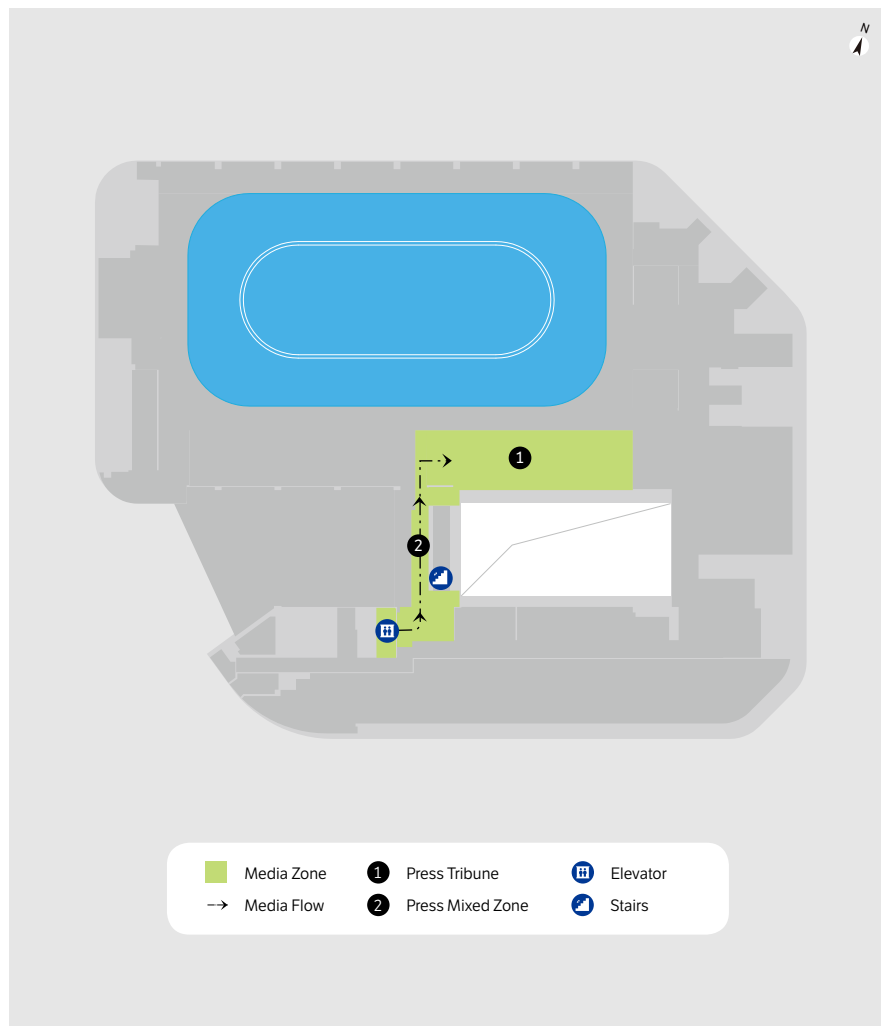 N
1
2
Media Zone
1 Press Tribune
Elevator
Media Flow
2 Press Mixed Zone
Stairs